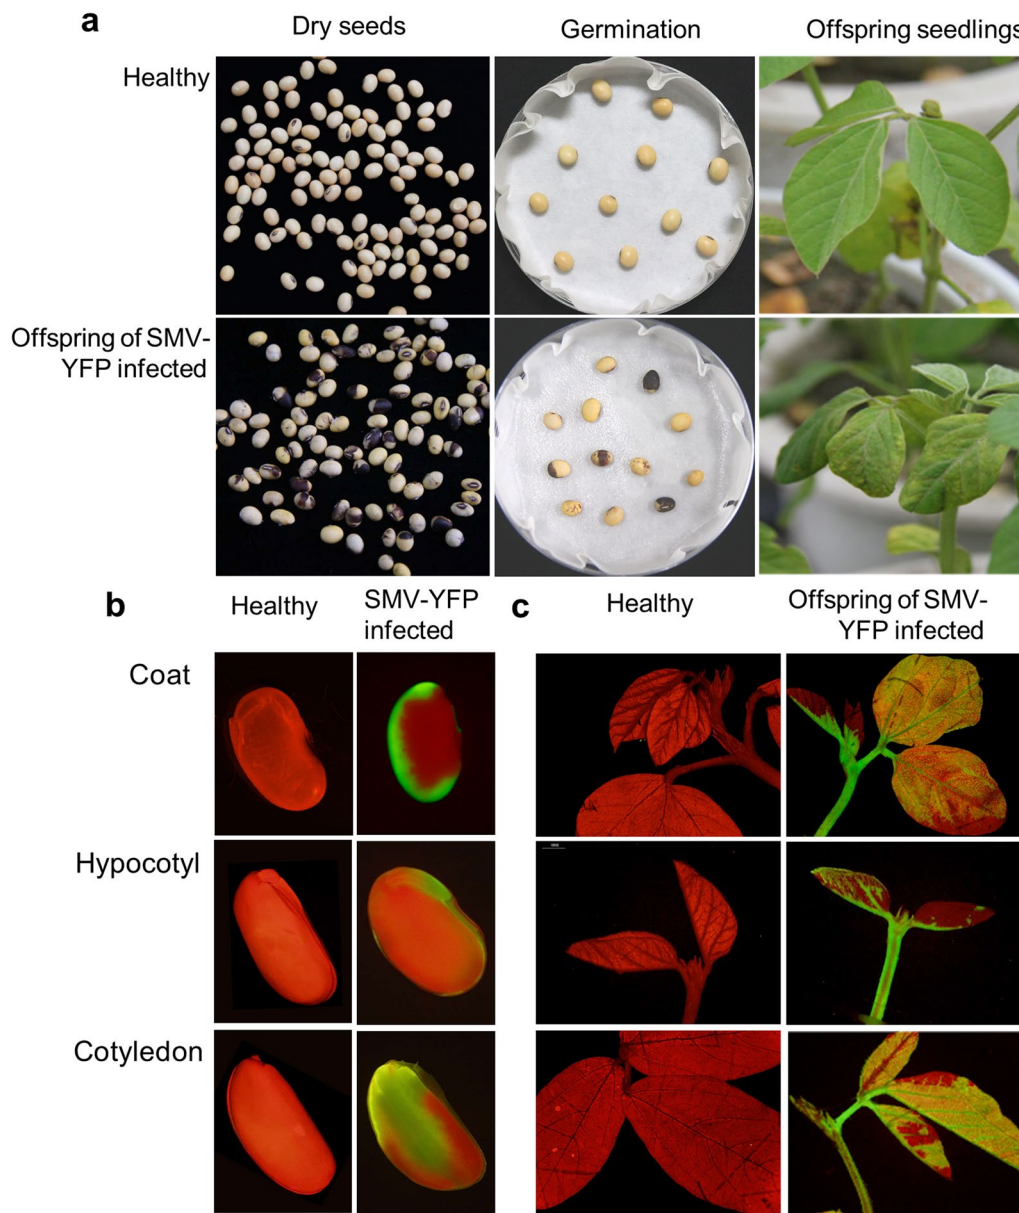 a
Dry seeds
Germination
Offspring seedlings
Healthy
Offspring of SMV-
YFP infected
b
Healthy
SMV-YFP
infected
c
Healthy
Offspring of SMV-
YFP infected
Coat
Hypocotyl
Cotyledon